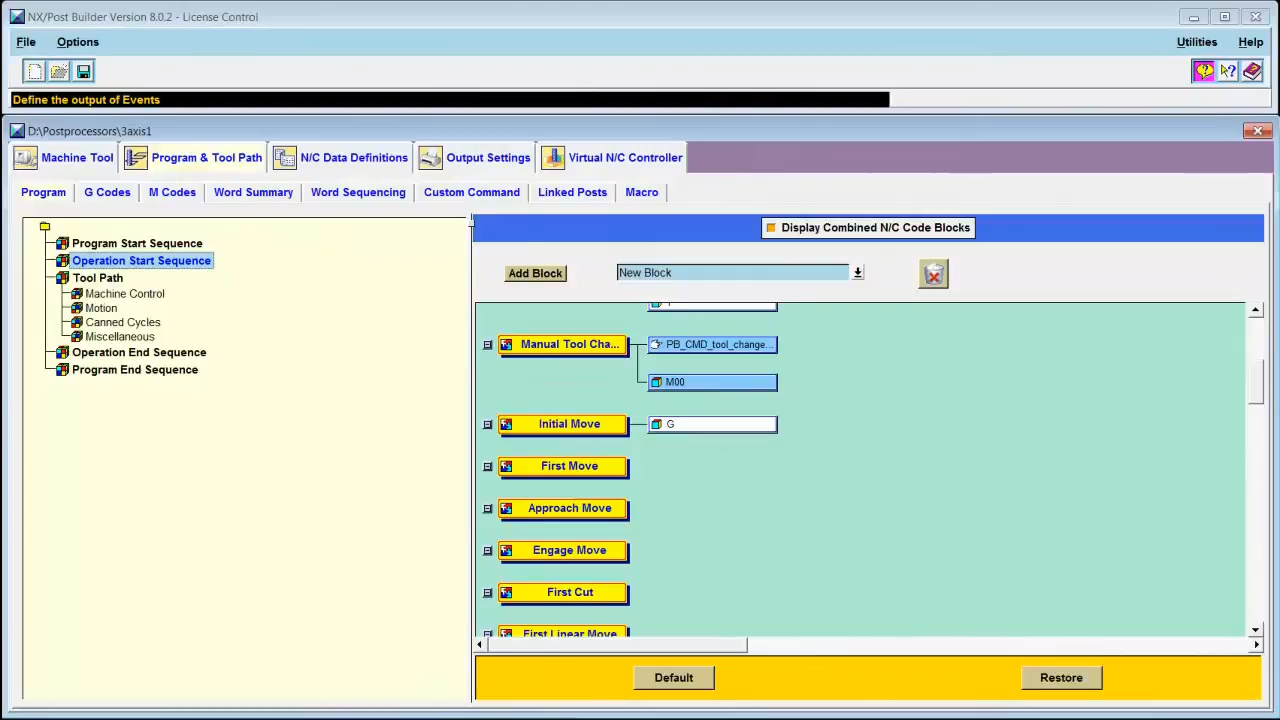 NX/Post Builder Version 8.0.2 - License Control
File Options Utilities Help
Define the output of Events
D:\Postprocessors\3axis1
Machine Tool Program & Tool Path N/C Data Definitions Output Settings Virtual N/C Controller
Program G Codes M Codes Word Summary Word Sequencing Custom Command Linked Posts Macro
Display Combined N/C Code Blocks
Program Start Sequence
Operation Start Sequence
Tool Path
Machine Control
Motion
Canned Cycles
Miscellaneous
Operation End Sequence
Program End Sequence
Add Block New Block
Manual Tool Cha... PB_CMD_tool_change...
M00
Initial Move G
First Move
Approach Move
Engage Move
First Cut
First Linear Move
Default Restore